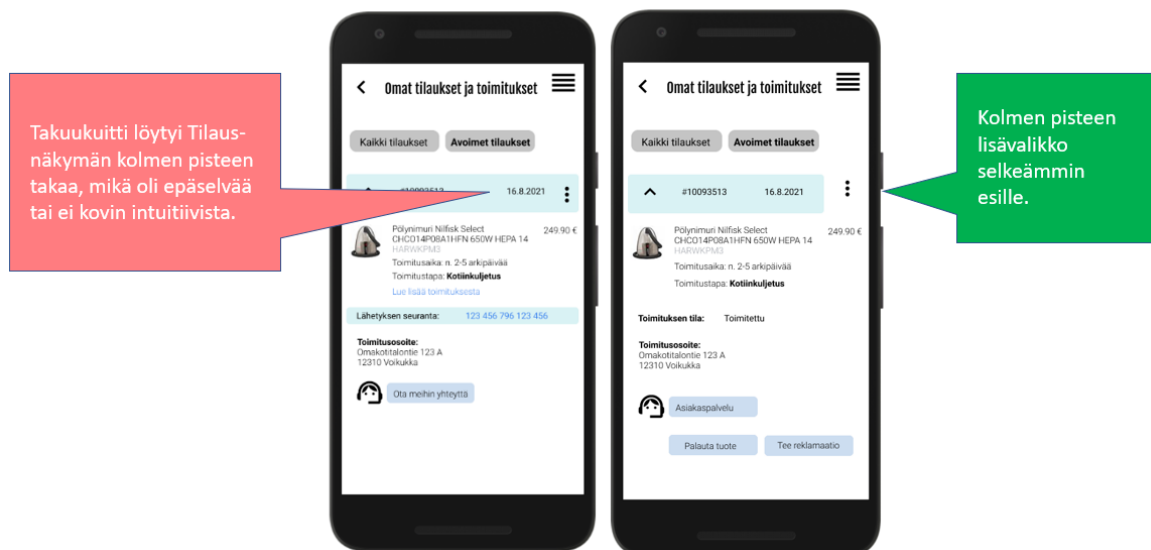 Takuukuitti löytyi Tilaus-
näkymän kolmen pisteen
takaa, mikä oli epäselvää
tai ei kovin intuitiivista.
Omat tilaukset ja toimitukset
Kaikki tilaukset
Avoimet tilaukset
#10093513
16.8.2021
Pölynimuri Nilfisk Select
249.90 €
CHCO14P08A1HFN 650W HEPA 14
HARWKPM3
Toimitusaika: n. 2-5 arkipäivää
Toimitustapa: Kotiinkuljetus
Lue lisää toimituksesta
Lähetyksen seuranta:
123 456 796 123 456
Toimitusosoite:
Omakotitalontie 123 A
12310 Voikukka
Ota meihin yhteyttä
Omat tilaukset ja toimitukset
Kaikki tilaukset
Avoimet tilaukset
#10093513
16.8.2021
Pölynimuri Nilfisk Select
249.90 €
CHCO14P08A1HFN 650W HEPA 14
HARWKPM3
Toimitusaika: n. 2-5 arkipäivää
Toimitustapa: Kotiinkuljetus
Toimituksen tila:
Toimitettu
Toimitusosoite:
Omakotitalontie 123 A
12310 Voikukka
Asiakaspalvelu
Palauta tuote
Tee reklamaatio
Kolmen pisteen
lisävalikko
selkeämmin
esille.